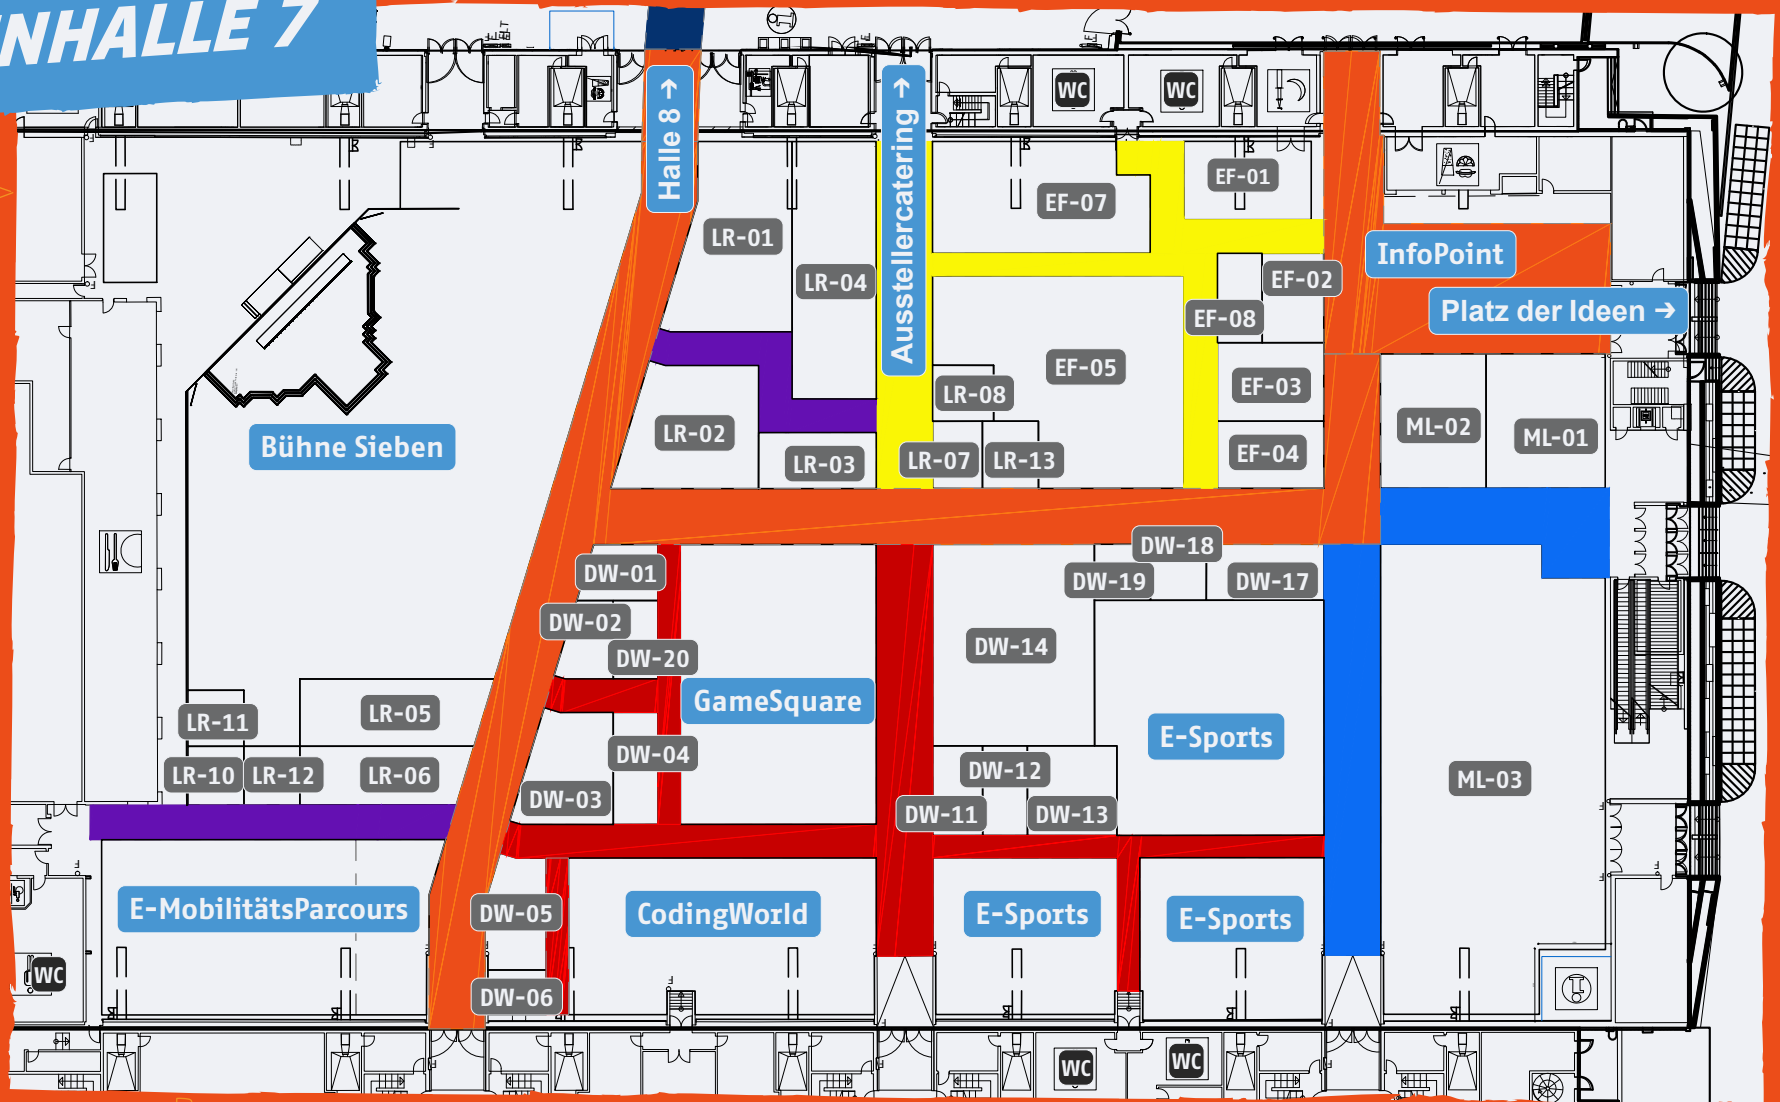 NHALLE 7
Halle 8 →
Ausstellercatering →
WC
WC
EF-01
EF-07
LR-01
InfoPoint
LR-04
EF-02
Platz der Ideen →
EF-08
EF-05
EF-03
LR-08
ML-02
ML-01
Bühne Sieben
LR-02
LR-03
LR-07
LR-13
EF-04
DW-18
DW-01
DW-19
DW-17
DW-02
DW-14
DW-20
GameSquare
LR-11
LR-05
E-Sports
DW-04
LR-10
LR-12
LR-06
DW-12
ML-03
DW-03
DW-11
DW-13
E-MobilitätsParcours
DW-05
CodingWorld
E-Sports
E-Sports
WC
DW-06
WC
WC